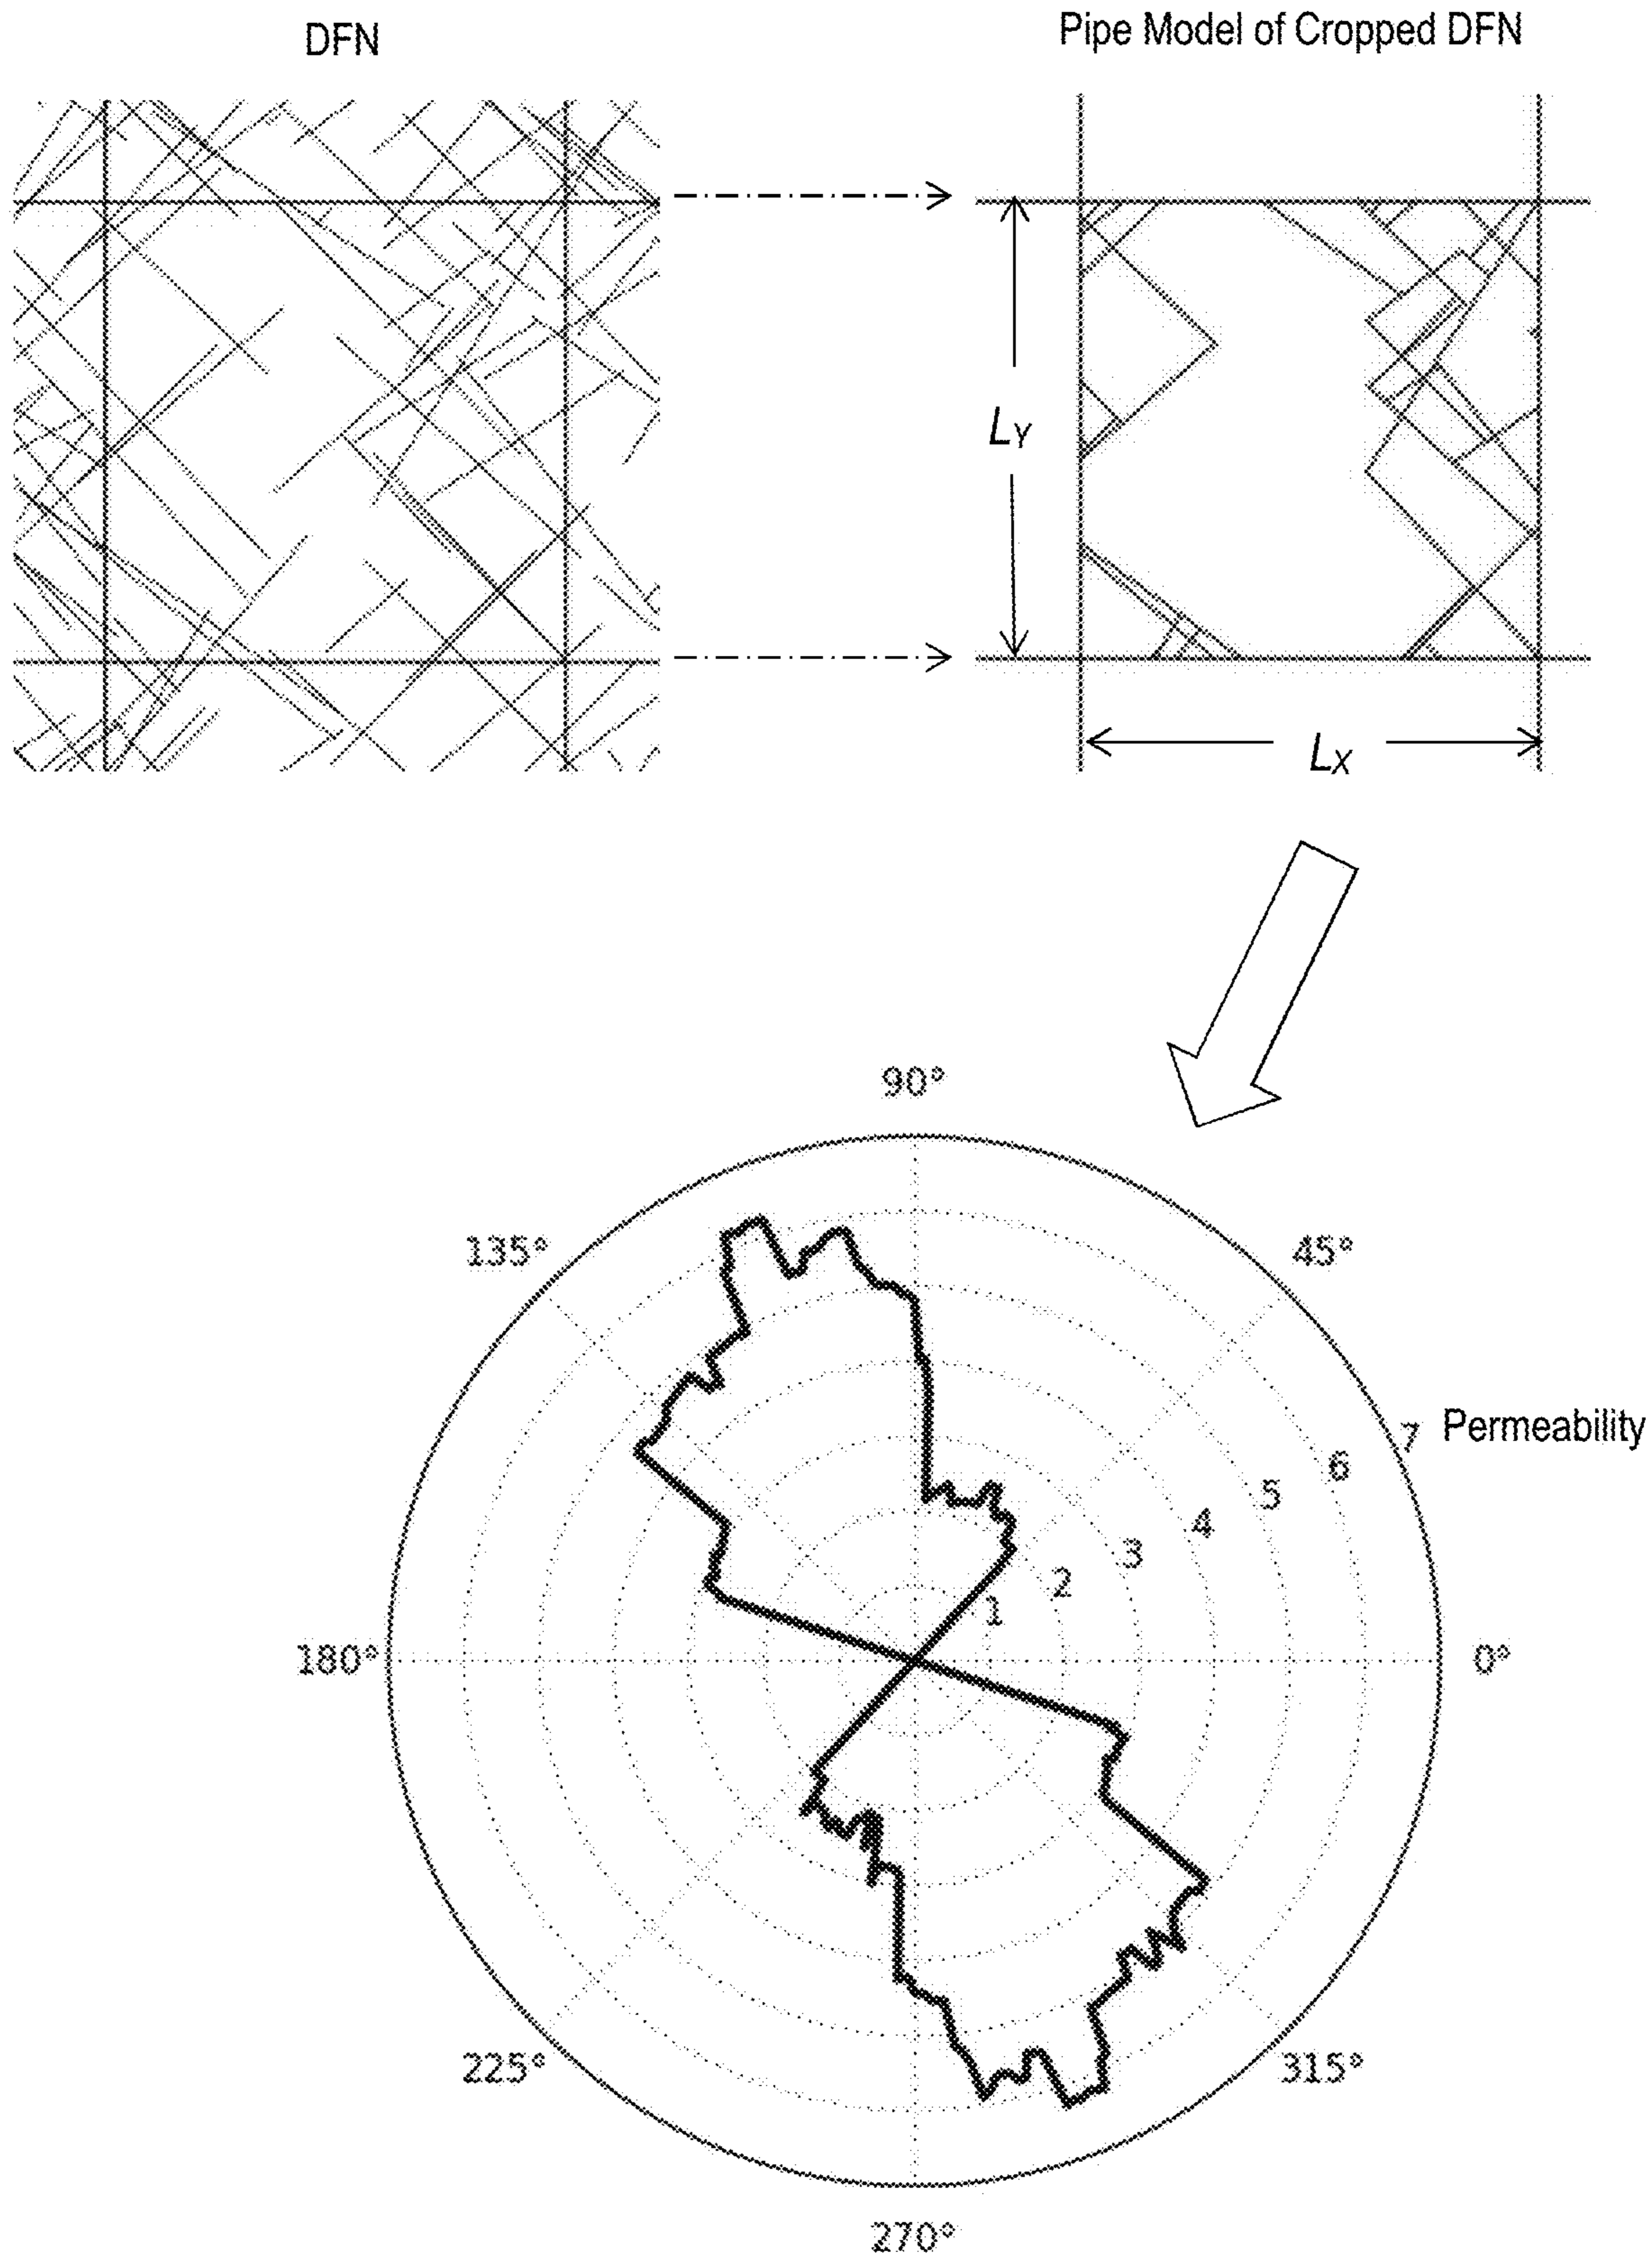 DFN
Pipe Model of Cropped DFN
LY
LX
90°
135°
45°
7 Permeability
6
5
4
3
2
1
180°
0°
225°
315°
270°